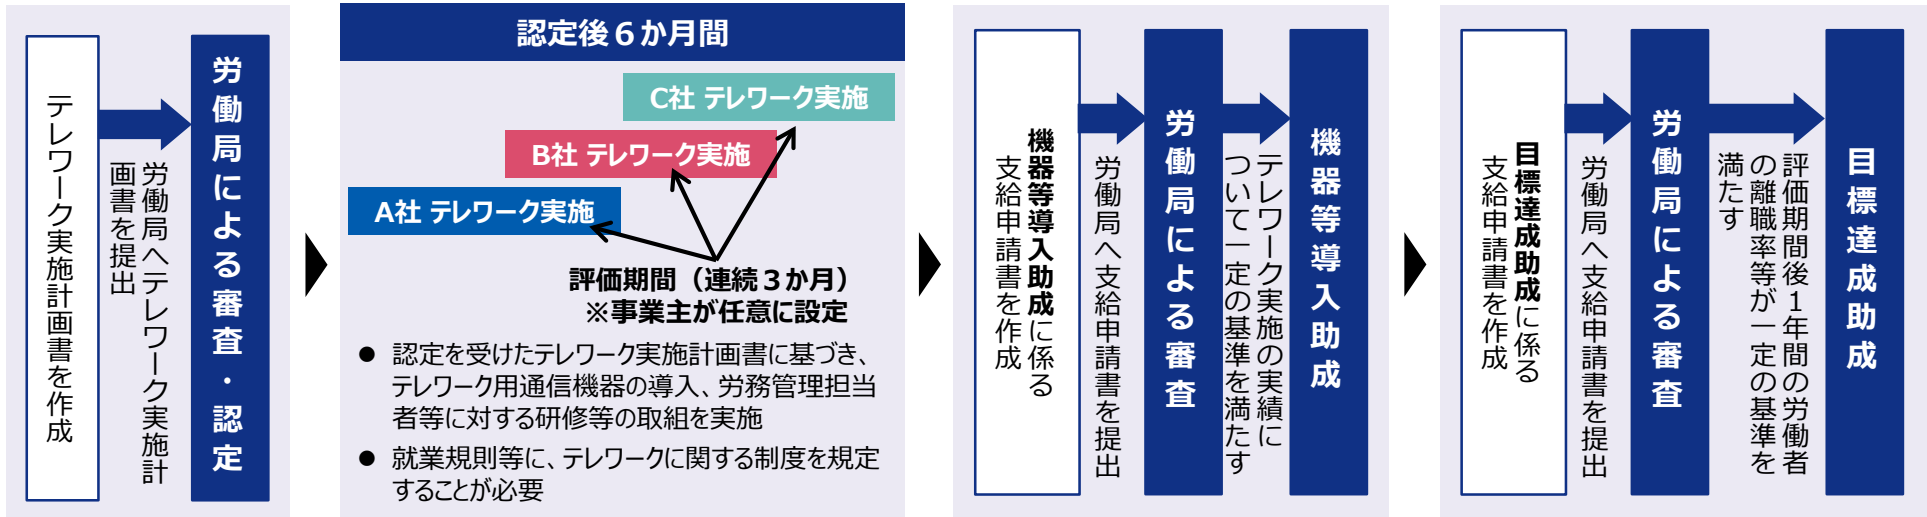 テレワーク実施計画書を作成
労働局へテレワーク実施計
画書を提出
労働局による審査・認定
認定後６か月間
C社 テレワーク実施
B社 テレワーク実施
A社 テレワーク実施
評価期間（連続３か月）
※事業主が任意に設定
● 認定を受けたテレワーク実施計画書に基づき、
テレワーク用通信機器の導入、労務管理担当
者等に対する研修等の取組を実施
● 就業規則等に、テレワークに関する制度を規定
することが必要
機器等導入助成に係る
支給申請書を作成
労働局へ支給申請書を提出
労働局による審査
テレワーク実施の実績に
ついて一定の基準を満たす
機器等導入助成
目標達成助成に係る
支給申請書を作成
労働局へ支給申請書を提出
労働局による審査
評価期間後１年間の労働者
の離職率等が一定の基準を
満たす
目標達成助成